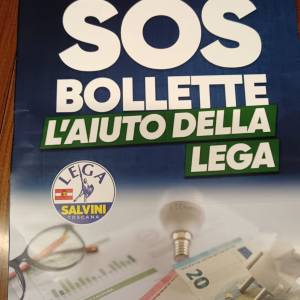 SOS
BOLLETTE
L'AIUTO DELLA
LEGA
LEGA
SALVINI
TOSCANA
20